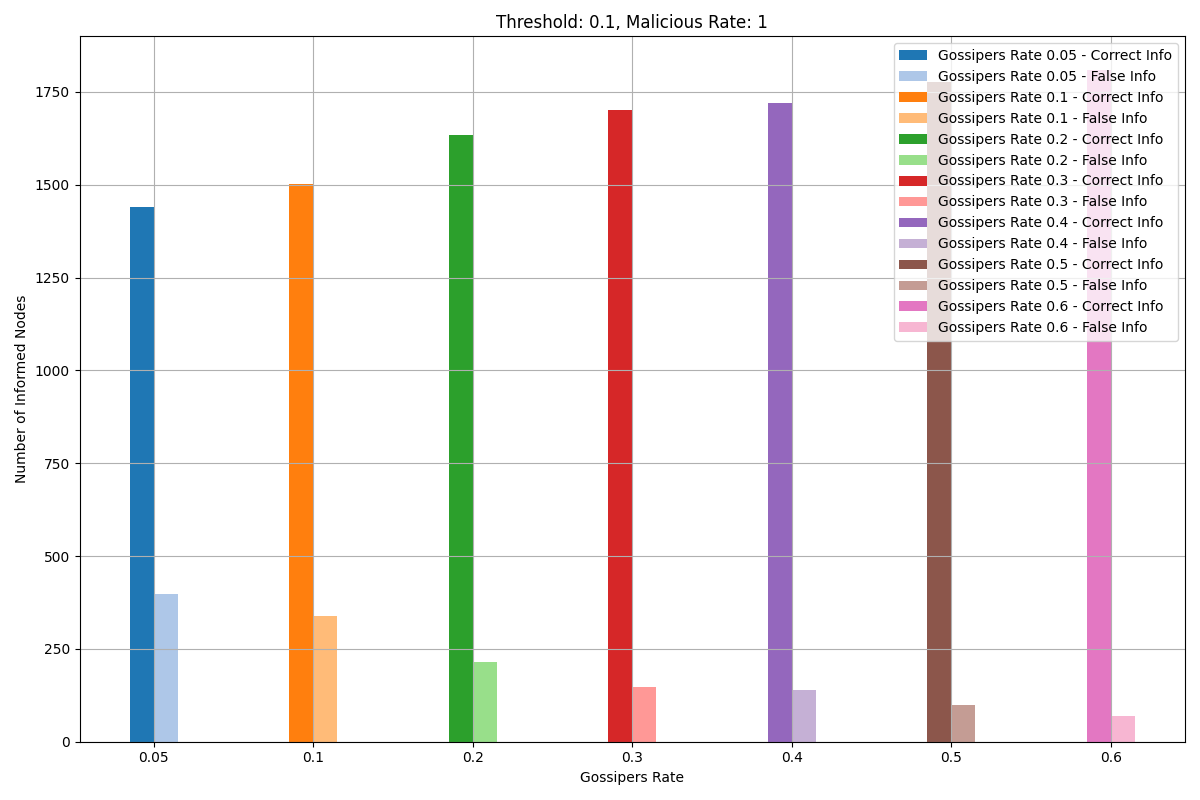 Threshold: 0.1, Malicious Rate: 1
Number of Informed Nodes
1750
1500
1250
1000
750
500
250
0
Gossipers Rate 0.05 - Correct Info
Gossipers Rate 0.05 - False Info
Gossipers Rate 0.1 - Correct Info
Gossipers Rate 0.1 - False Info
Gossipers Rate 0.2 - Correct Info
Gossipers Rate 0.2 - False Info
Gossipers Rate 0.3 - Correct Info
Gossipers Rate 0.3 - False Info
Gossipers Rate 0.4 - Correct Info
Gossipers Rate 0.4 - False Info
Gossipers Rate 0.5 - Correct Info
Gossipers Rate 0.5 - False Info
Gossipers Rate 0.6 - Correct Info
Gossipers Rate 0.6 - False Info
0.05 0.1 0.2 0.3 0.4 0.5 0.6
Gossipers Rate